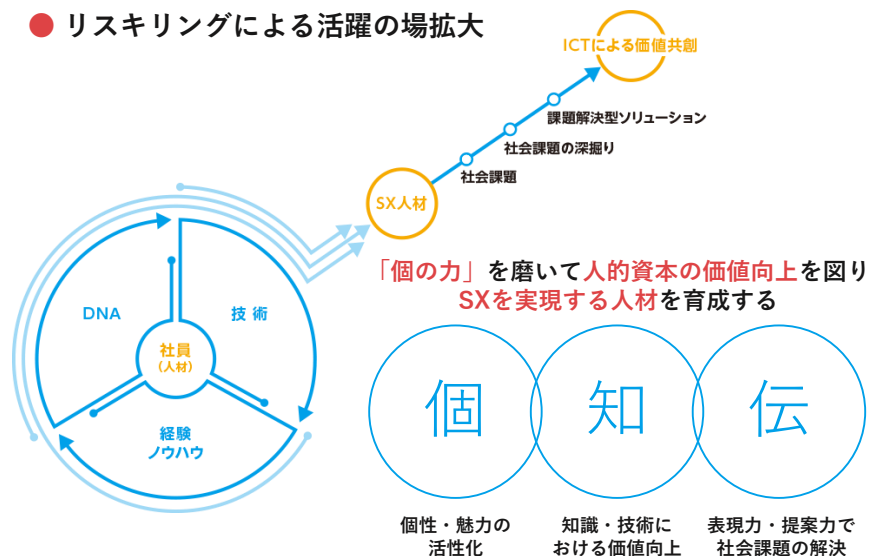 リスキリングによる活躍の場拡大
ICTによる価値共創
課題解決型ソリューション
社会課題の深掘り
社会課題
SX人材
DNA
技術
社員
(人材)
経験
ノウハウ
「個の力」を磨いて人的資本の価値向上を図り
SXを実現する人材を育成する
個
知
伝
個性・魅力の
活性化
知識・技術に
おける価値向上
表現力・提案力で
社会課題の解決